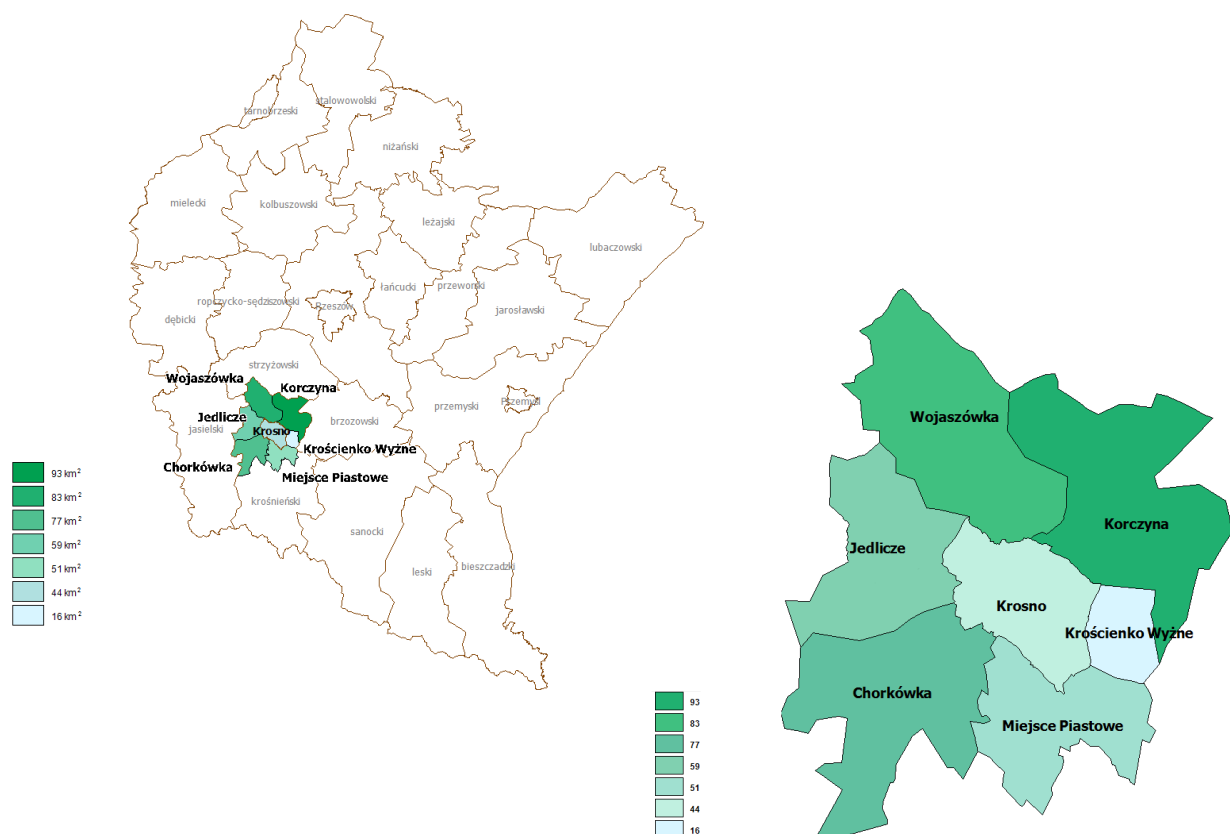 stalowowolski
tarnobrzeski
niżański
mielecki
kolbuszowski
leżajski
lubaczowski
łańcucki
przeworski
ropczycko-sędziszowski
Rzeszów
jarosławski
dębicki
strzyżowski
Wojaszówka
Korczyna
przemyski
Przemyśl
Jedlicze
brzozowski
jasielski
Krosno
Krościenko Wyżne
Chorkówka
Miejsce Piastowe
krośnieński
sanocki
leski
bieszczadzki
93 km²
83 km²
77 km²
59 km²
51 km²
44 km²
16 km²
Wojaszówka
Korczyna
Jedlicze
Krosno
Krościenko Wyżne
Chorkówka
Miejsce Piastowe
93
83
77
59
51
44
16